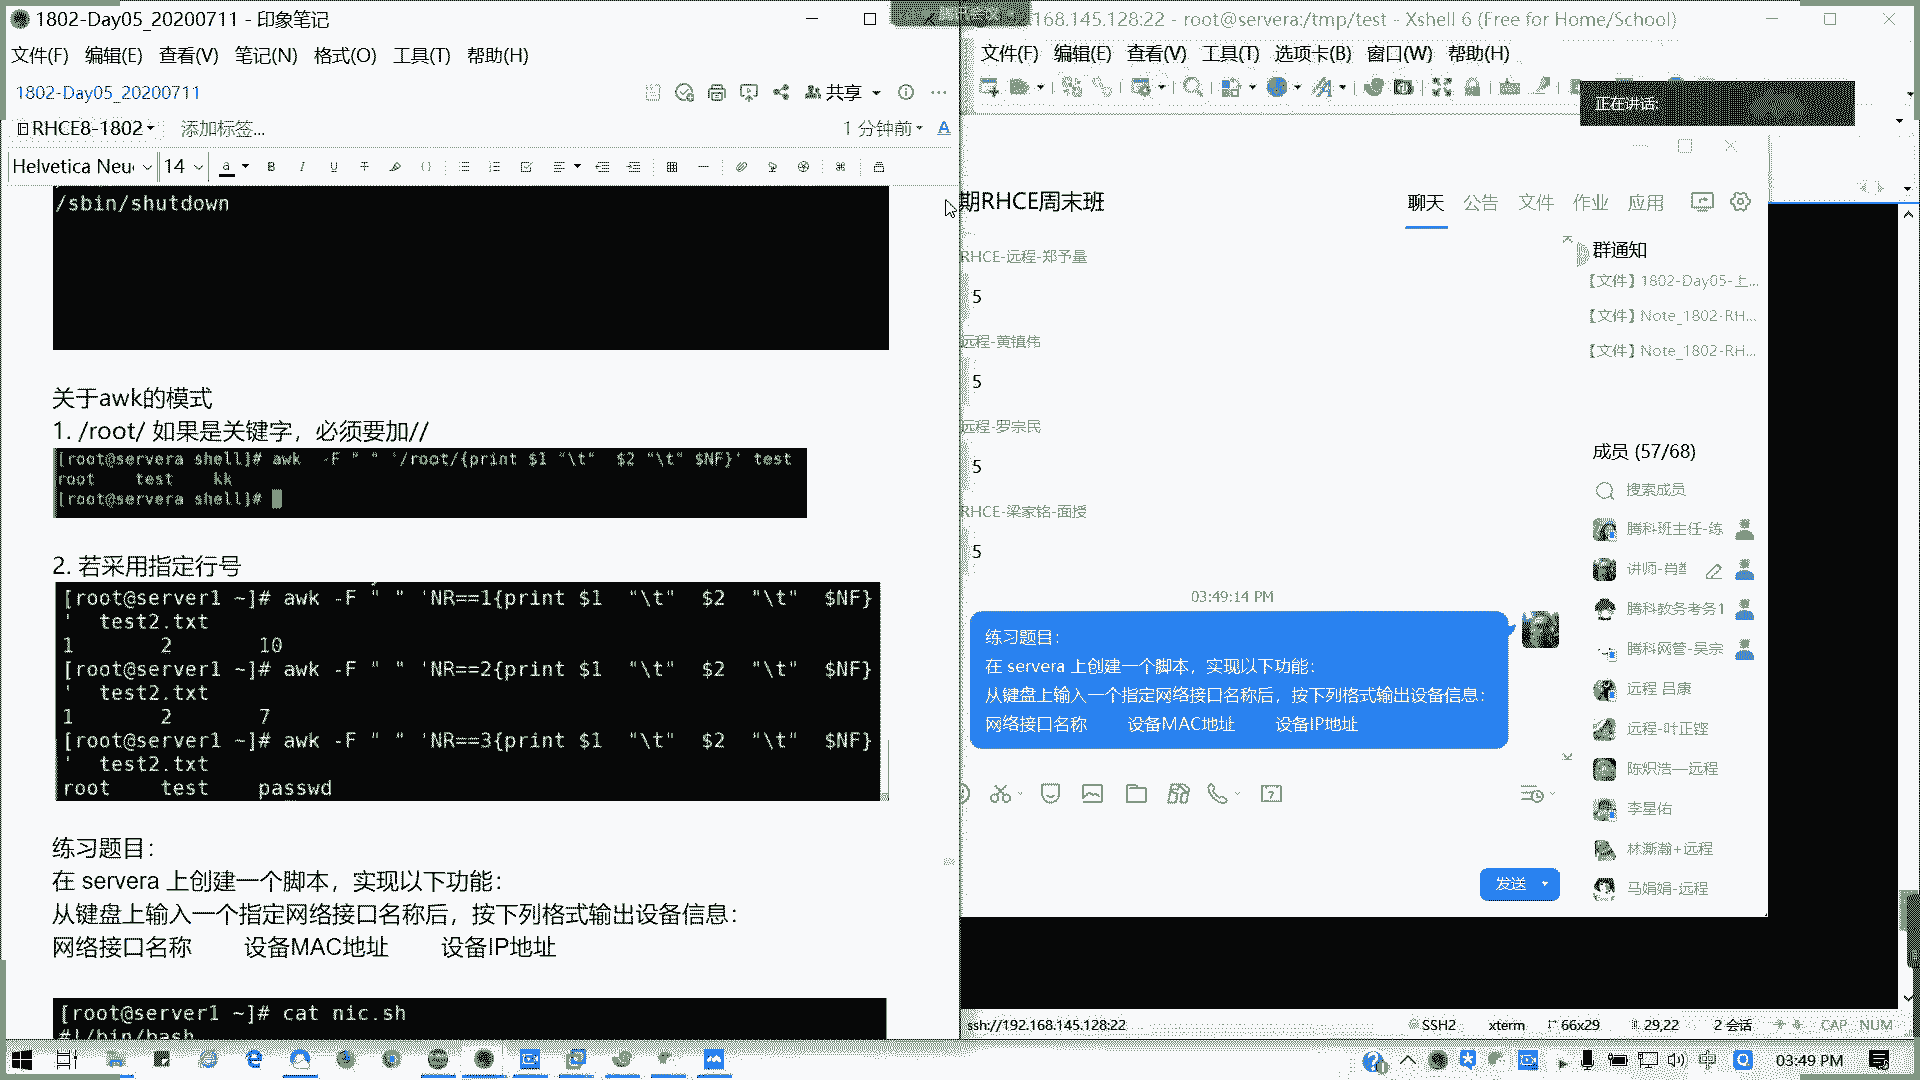 1802-Day05_20200711 - 印象笔记
文件(F) 编辑(E) 查看(V) 笔记(N) 格式(O) 工具(T) 帮助(H)
1802-Day05_20200711
共享
RHCE8-1802 添加标签... 1 分钟前
Helvetica Neu 14
/sbin/shutdown
关于awk的模式
1. /root/ 如果是关键字，必须要加//
[root@servera shell]# awk -F " " '/root/{print $1 "\t" $2 "\t" $NF}' test
root test kk
[root@servera shell]#
2. 若采用指定行号
[root@server1 ~]# awk -F " " 'NR==1{print $1 "\t" $2 "\t" $NF}
' test2.txt
1 2 10
[root@server1 ~]# awk -F " " 'NR==2{print $1 "\t" $2 "\t" $NF}
' test2.txt
1 2 7
[root@server1 ~]# awk -F " " 'NR==3{print $1 "\t" $2 "\t" $NF}
' test2.txt
root test passwd
练习题目：
在 servera 上创建一个脚本，实现以下功能：
从键盘上输入一个指定网络接口名称后，按下列格式输出设备信息：
网络接口名称 设备MAC地址 设备IP地址
[root@server1 ~]# cat nic.sh
#!/bin/bash
168.145.128:22 - root@servera:/tmp/test - Xshell 6 (Free for Home/School)
文件(F) 编辑(E) 查看(V) 工具(T) 选项卡(B) 窗口(W) 帮助(H)
正在讲话:
期RHCE周末班
聊天 公告 文件 作业 应用
RHCE-远程-郑予量
5
远程-黄镇伟
5
远程-罗宗民
5
RHCE-梁家铭-面授
5
03:49:14 PM
练习题目：
在 servera 上创建一个脚本，实现以下功能：
从键盘上输入一个指定网络接口名称后，按下列格式输出设备信息：
网络接口名称 设备MAC地址 设备IP地址
发送
群通知
【文件】1802-Day05-上...
【文件】Note_1802-RH...
【文件】Note_1802-RH...
成员 (57/68)
搜索成员
腾科班主任-练
讲师-肖
腾科教务考务1
腾科网管-吴宗
远程 吕康
远程-叶正铿
陈炽浩—远程
李星佑
林澌瀚+远程
马娟娟-远程
ssh://192.168.145.128:22 SSH2 xterm 66x29 29,22 2 会话 CAP NUM
中 03:49 PM